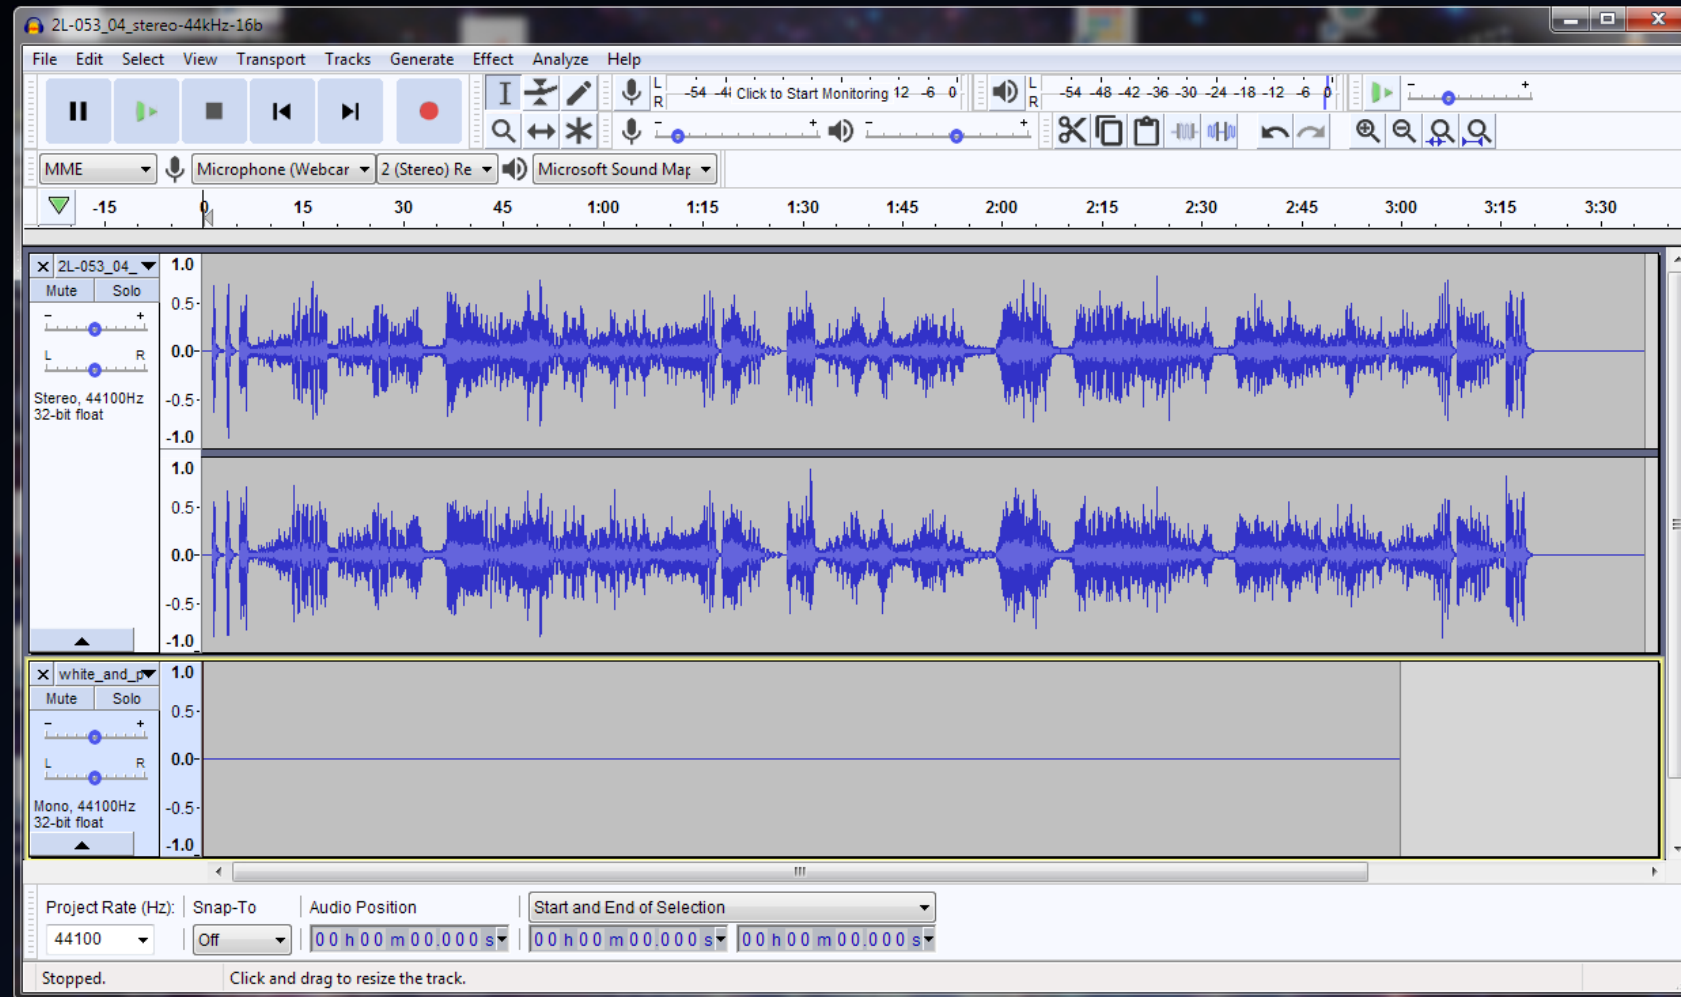 2L-053_04_stereo-44kHz-16b
File Edit Select View Transport Tracks Generate Effect Analyze Help
L R -54 -4 Click to Start Monitoring 12 -6 0
L R -54 -48 -42 -36 -30 -24 -18 -12 -6 0
- +
- + - +
MME Microphone (Webcar 2 (Stereo) Re Microsoft Sound Map
-15 0 15 30 45 1:00 1:15 1:30 1:45 2:00 2:15 2:30 2:45 3:00 3:15 3:30
2L-053_04_
Mute Solo
- +
L R
Stereo, 44100Hz
32-bit float
1.0
0.5
0.0
-0.5
-1.0
1.0
0.5
0.0
-0.5
-1.0
white_and_p
Mute Solo
- +
L R
Mono, 44100Hz
32-bit float
1.0
0.5
0.0
-0.5
-1.0
Project Rate (Hz): Snap-To Audio Position Start and End of Selection
44100 Off 00 h 00 m 00.000 s 00 h 00 m 00.000 s 00 h 00 m 00.000 s
Stopped. Click and drag to resize the track.